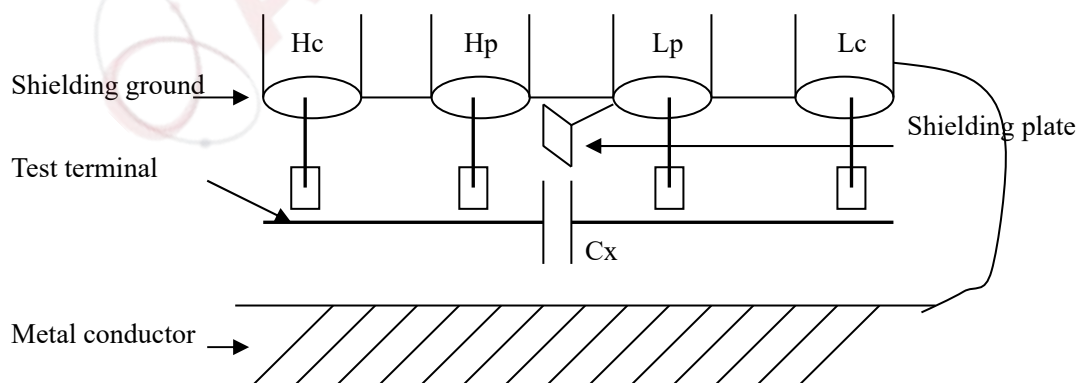 Hc Hp Lp Lc
Shielding ground
Shielding plate
Test terminal
Cx
Metal conductor